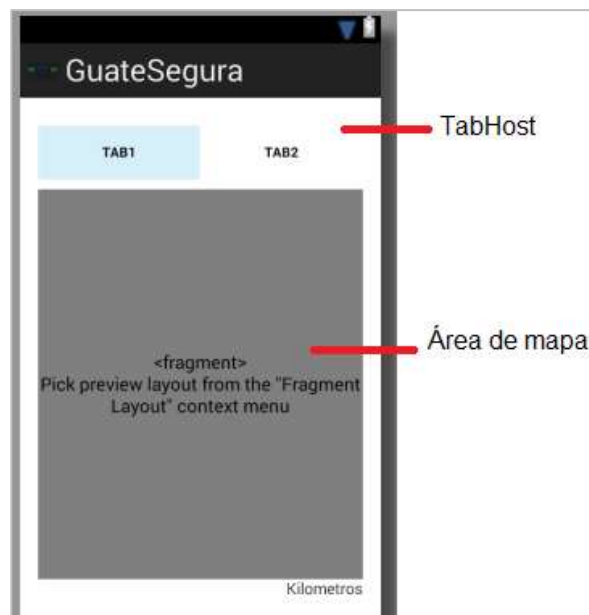 GuateSegura
TabHost
TAB1 TAB2
Área de mapa
<fragment>
Pick preview layout from the "Fragment
Layout" context menu
Kilometros